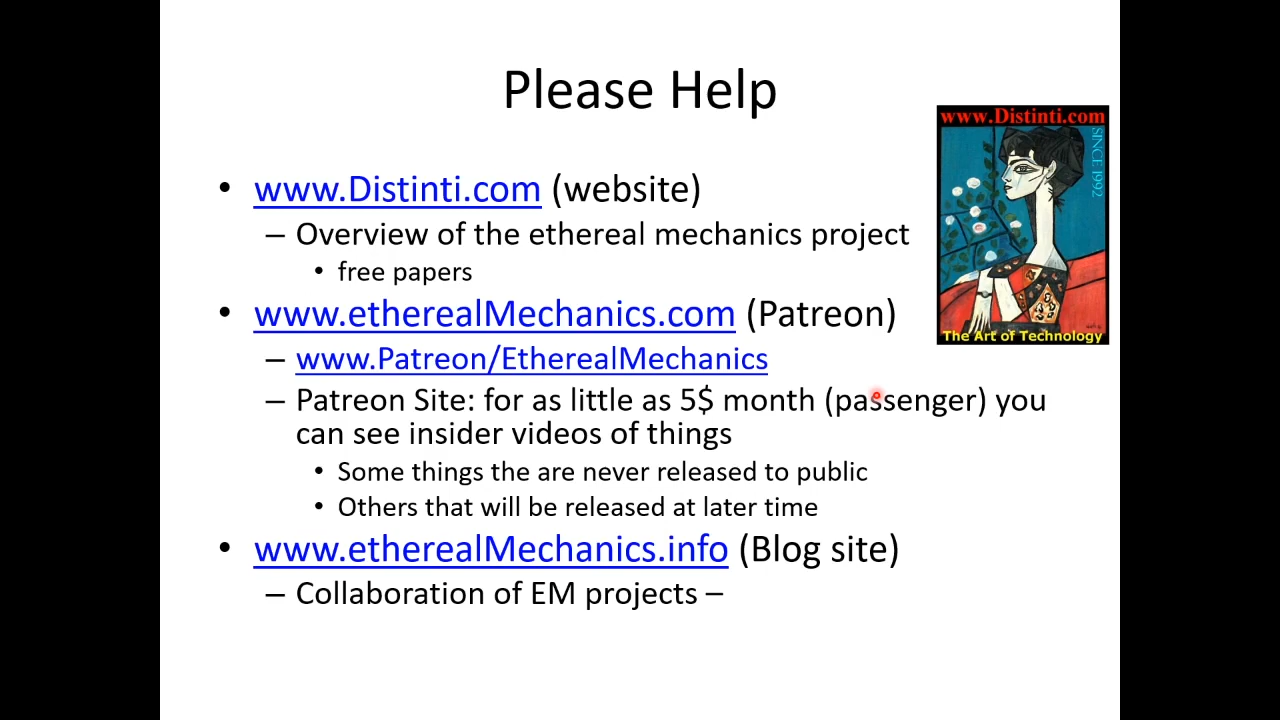 Please Help
www.Distinti.com
SINCE 1992
The Art of Technology
• www.Distinti.com (website)
– Overview of the ethereal mechanics project
• free papers
• www.etherealMechanics.com (Patreon)
– www.Patreon/EtherealMechanics
– Patreon Site: for as little as 5$ month (passenger) you
can see insider videos of things
• Some things the are never released to public
• Others that will be released at later time
• www.etherealMechanics.info (Blog site)
– Collaboration of EM projects –